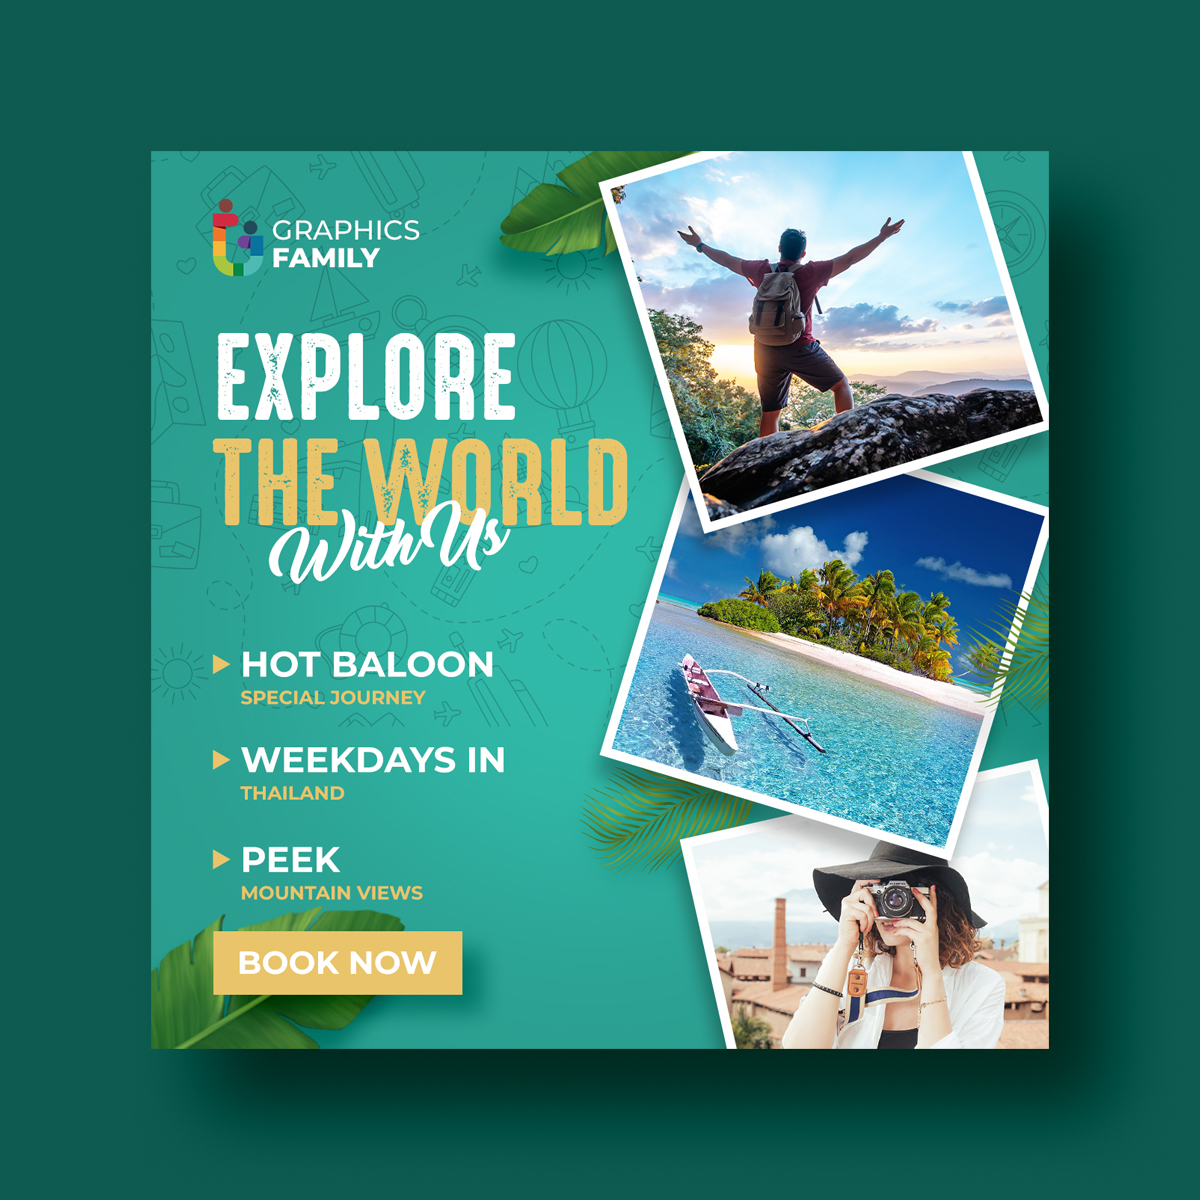 GRAPHICS
FAMILY
EXPLORE
THE WORLD
With Us
HOT BALOON
SPECIAL JOURNEY
WEEKDAYS IN
THAILAND
PEEK
MOUNTAIN VIEWS
BOOK NOW